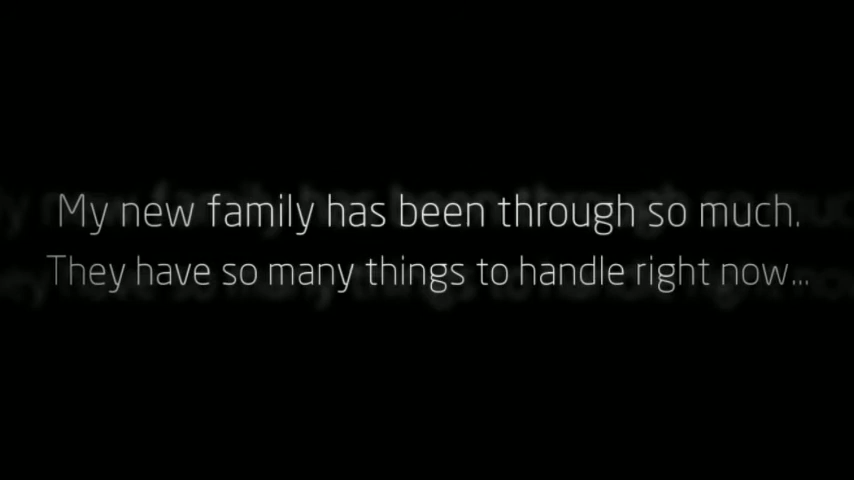 My new family has been through so much.
They have so many things to handle right now...